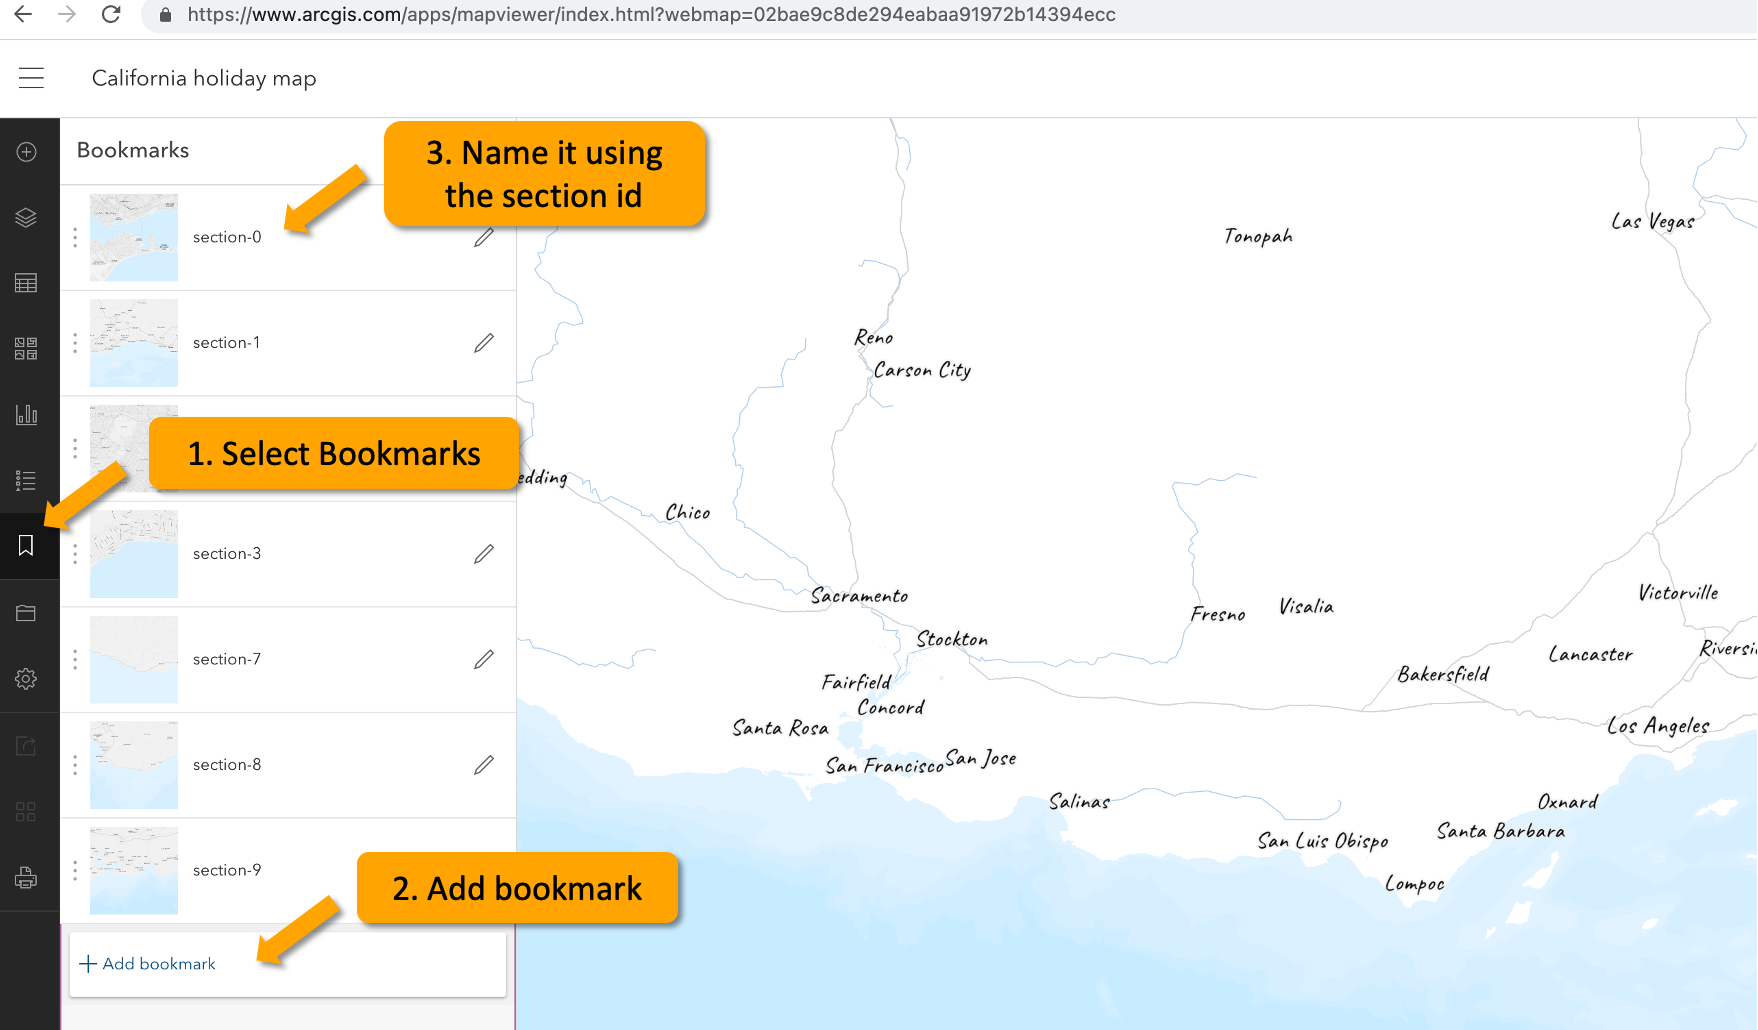 https://www.arcgis.com/apps/mapviewer/index.html?webmap=02bae9c8de294eabaa91972b14394ecc
California holiday map
Bookmarks
3. Name it using
the section id
section-0
section-1
1. Select Bookmarks
section-3
section-7
section-8
section-9
2. Add bookmark
Add bookmark
Tonopah
Las Vegas
Reno
Carson City
edding
Chico
Sacramento
Stockton
Fresno
Visalia
Victorville
Lancaster
Riversi
Bakersfield
Fairfield
Concord
Santa Rosa
Los Angeles
San Francisco
San Jose
Salinas
Oxnard
San Luis Obispo
Santa Barbara
Lompoc